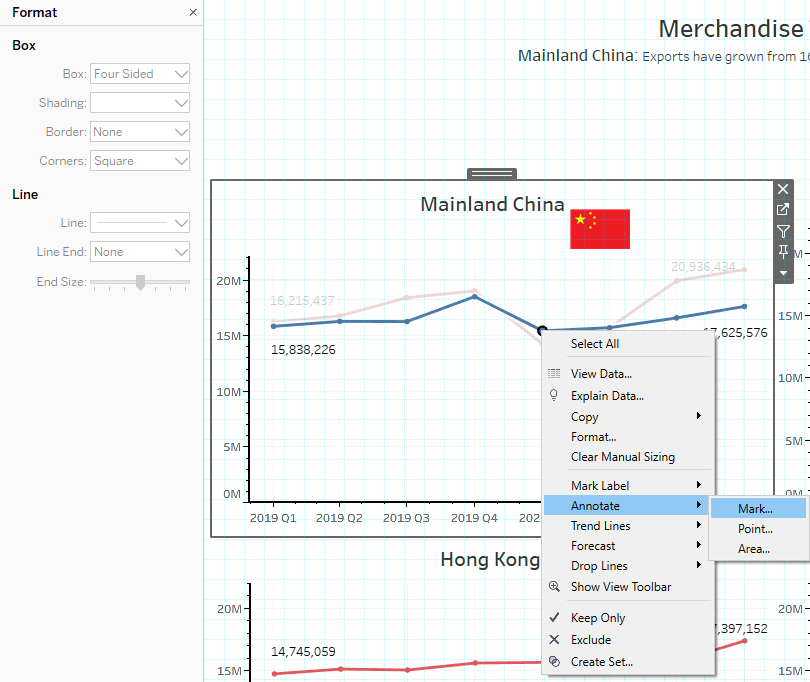 Format
Box
Box: Four Sided
Shading:
Border: None
Corners: Square
Line
Line:
Line End: None
End Size:
Merchandise
Mainland China: Exports have grown from 16
Mainland China
20M
15M
10M
5M
0M
16,215,437
20,936,434
15,838,226
17,625,576
2019 Q1 2019 Q2 2019 Q3 2019 Q4 202
15M
10M
5M
0M
Select All
View Data...
Explain Data...
Copy
Format...
Clear Manual Sizing
Mark Label
Annotate
Trend Lines
Forecast
Drop Lines
Show View Toolbar
Keep Only
Exclude
Create Set...
Mark...
Point...
Area...
Hong Kong
20M
15M
14,745,059
7,397,152
20M
15M